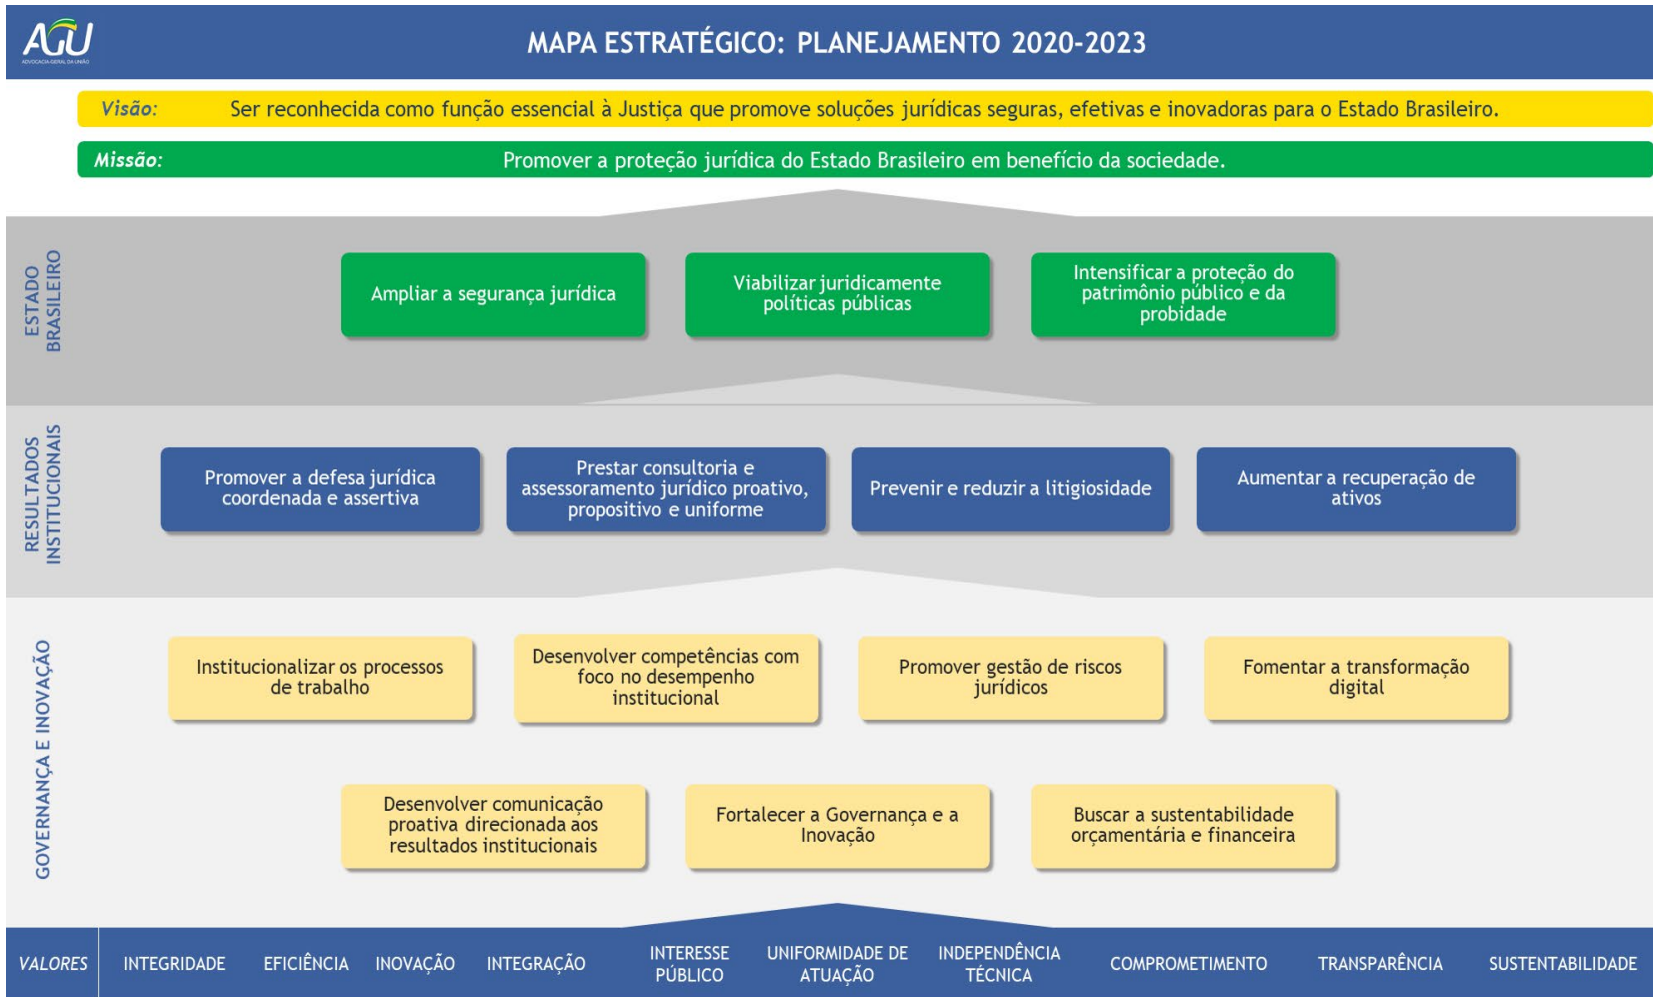 AGU
ADVOCACIA-GERAL DA UNIÃO
MAPA ESTRATÉGICO: PLANEJAMENTO 2020-2023
Visão: Ser reconhecida como função essencial à Justiça que promove soluções jurídicas seguras, efetivas e inovadoras para o Estado Brasileiro.
Missão: Promover a proteção jurídica do Estado Brasileiro em benefício da sociedade.
ESTADO
BRASILEIRO
Ampliar a segurança jurídica
Viabilizar juridicamente
políticas públicas
Intensificar a proteção do
patrimônio público e da
probidade
RESULTADOS
INSTITUCIONAIS
Promover a defesa jurídica
coordenada e assertiva
Prestar consultoria e
assessoramento jurídico proativo,
propositivo e uniforme
Prevenir e reduzir a litigiosidade
Aumentar a recuperação de
ativos
GOVERNANÇA E INOVAÇÃO
Institucionalizar os processos
de trabalho
Desenvolver competências com
foco no desempenho
institucional
Promover gestão de riscos
jurídicos
Fomentar a transformação
digital
Desenvolver comunicação
proativa direcionada aos
resultados institucionais
Fortalecer a Governança e a
Inovação
Buscar a sustentabilidade
orçamentária e financeira
VALORES
INTEGRIDADE
EFICIÊNCIA
INOVAÇÃO
INTEGRAÇÃO
INTERESSE
PÚBLICO
UNIFORMIDADE DE
ATUAÇÃO
INDEPENDÊNCIA
TÉCNICA
COMPROMETIMENTO
TRANSPARÊNCIA
SUSTENTABILIDADE